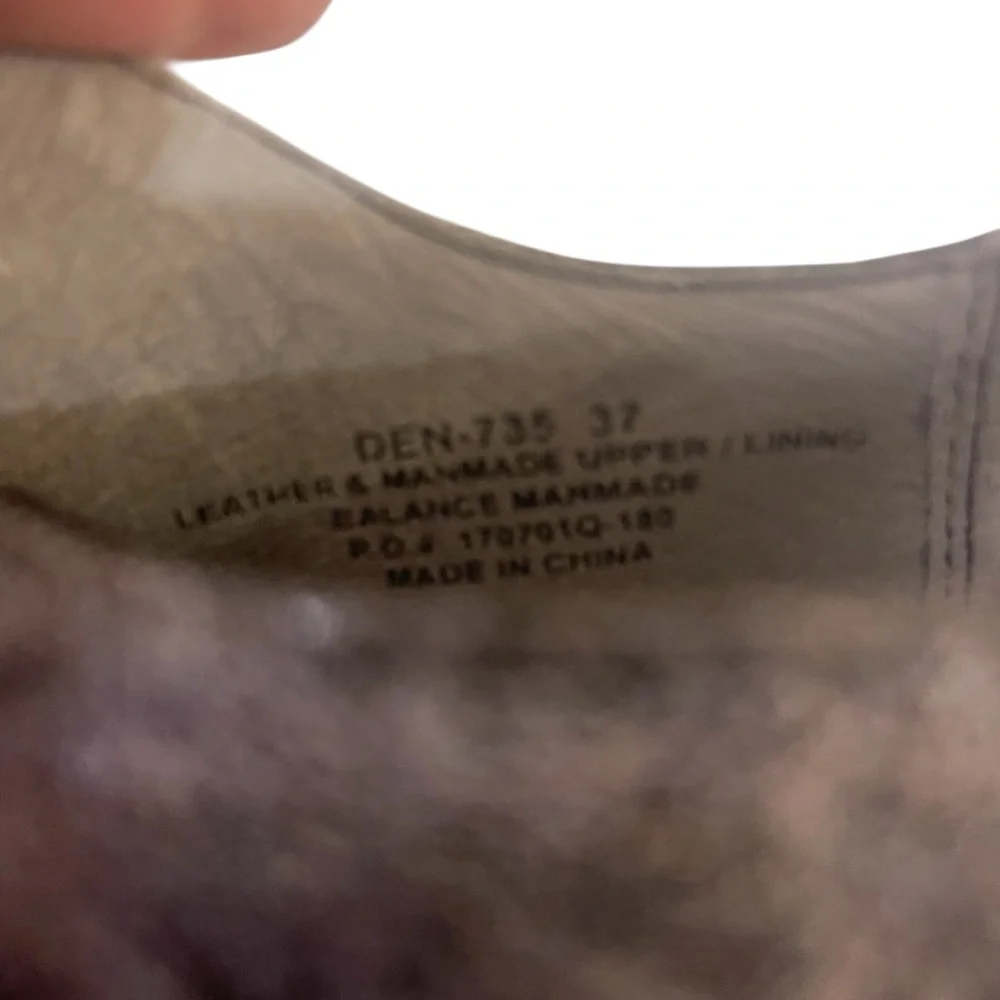 DEN-735 37
LEATHER & MANMADE UPPER / LINING
BALANCE MANMADE
P.O.# 170701Q-180
MADE IN CHINA